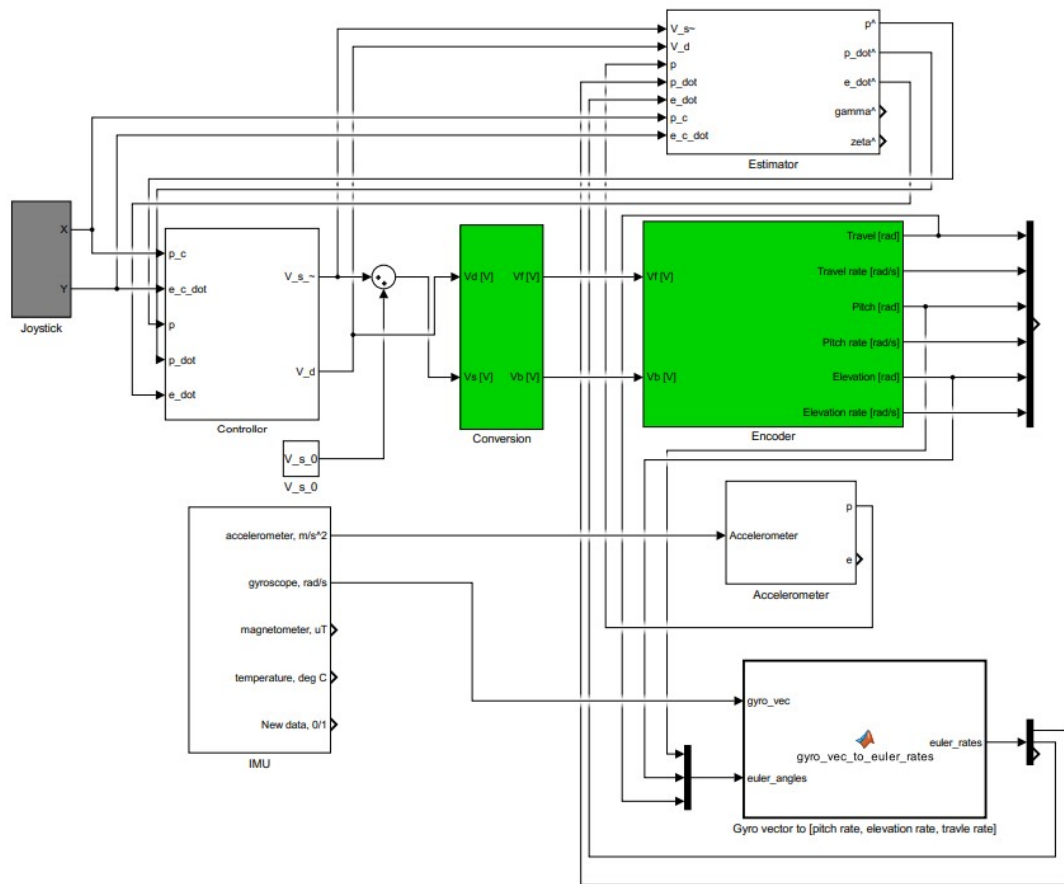 V_s~
V_d
p
p_dot
e_dot
p_c
e_c_dot
p^
p_dot^
e_dot^
gamma^
zeta^
Estimator
X
Y
Joystick
p_c
e_c_dot
p
p_dot
e_dot
V_s_~
V_d
Controller
V_s_0
V_s_0
Vd [V]
Vs [V]
Vf [V]
Vb [V]
Conversion
Vf [V]
Vb [V]
Travel [rad]
Travel rate [rad/s]
Pitch [rad]
Pitch rate [rad/s]
Elevation [rad]
Elevation rate [rad/s]
Encoder
accelerometer, m/s^2
gyroscope, rad/s
magnetometer, uT
temperature, deg C
New data, 0/1
IMU
Accelerometer
p
e
Accelerometer
gyro_vec
euler_angles
euler_rates
gyro_vec_to_euler_rates
Gyro vector to [pitch rate, elevation rate, travle rate]